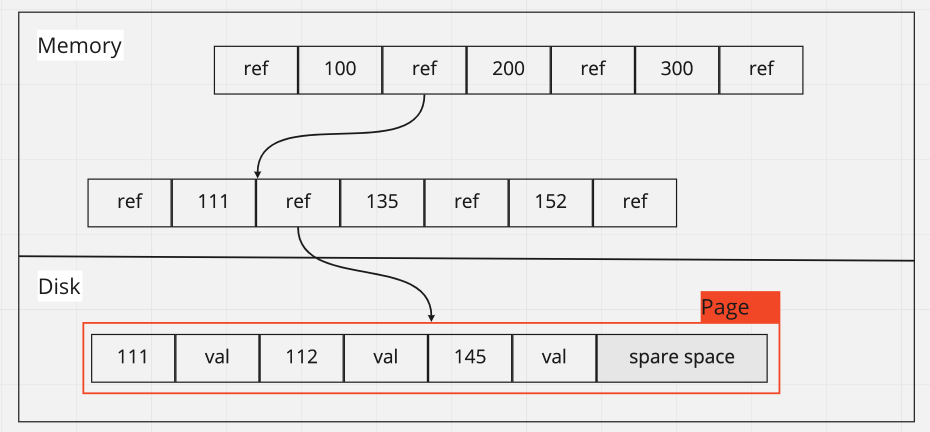 Memory
ref 100 ref 200 ref 300 ref
ref 111 ref 135 ref 152 ref
Disk
Page
111 val 112 val 145 val spare space